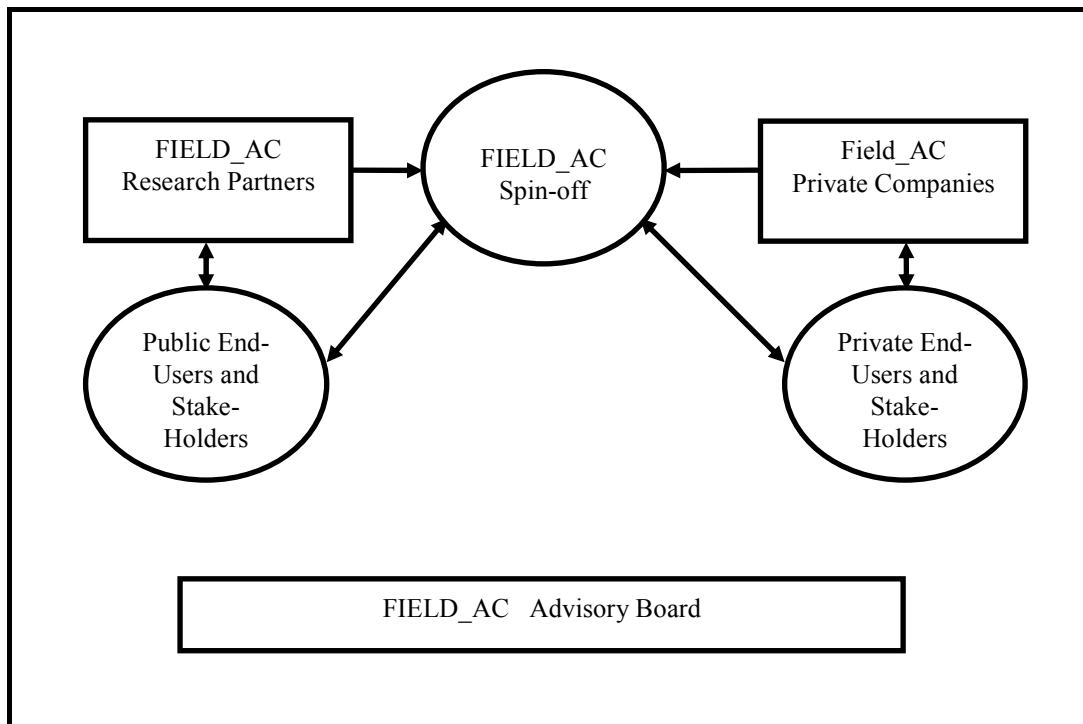 FIELD_AC
Research Partners
FIELD_AC
Spin-off
Field_AC
Private Companies
Public End-
Users and
Stake-
Holders
Private End-
Users and
Stake-
Holders
FIELD_AC Advisory Board